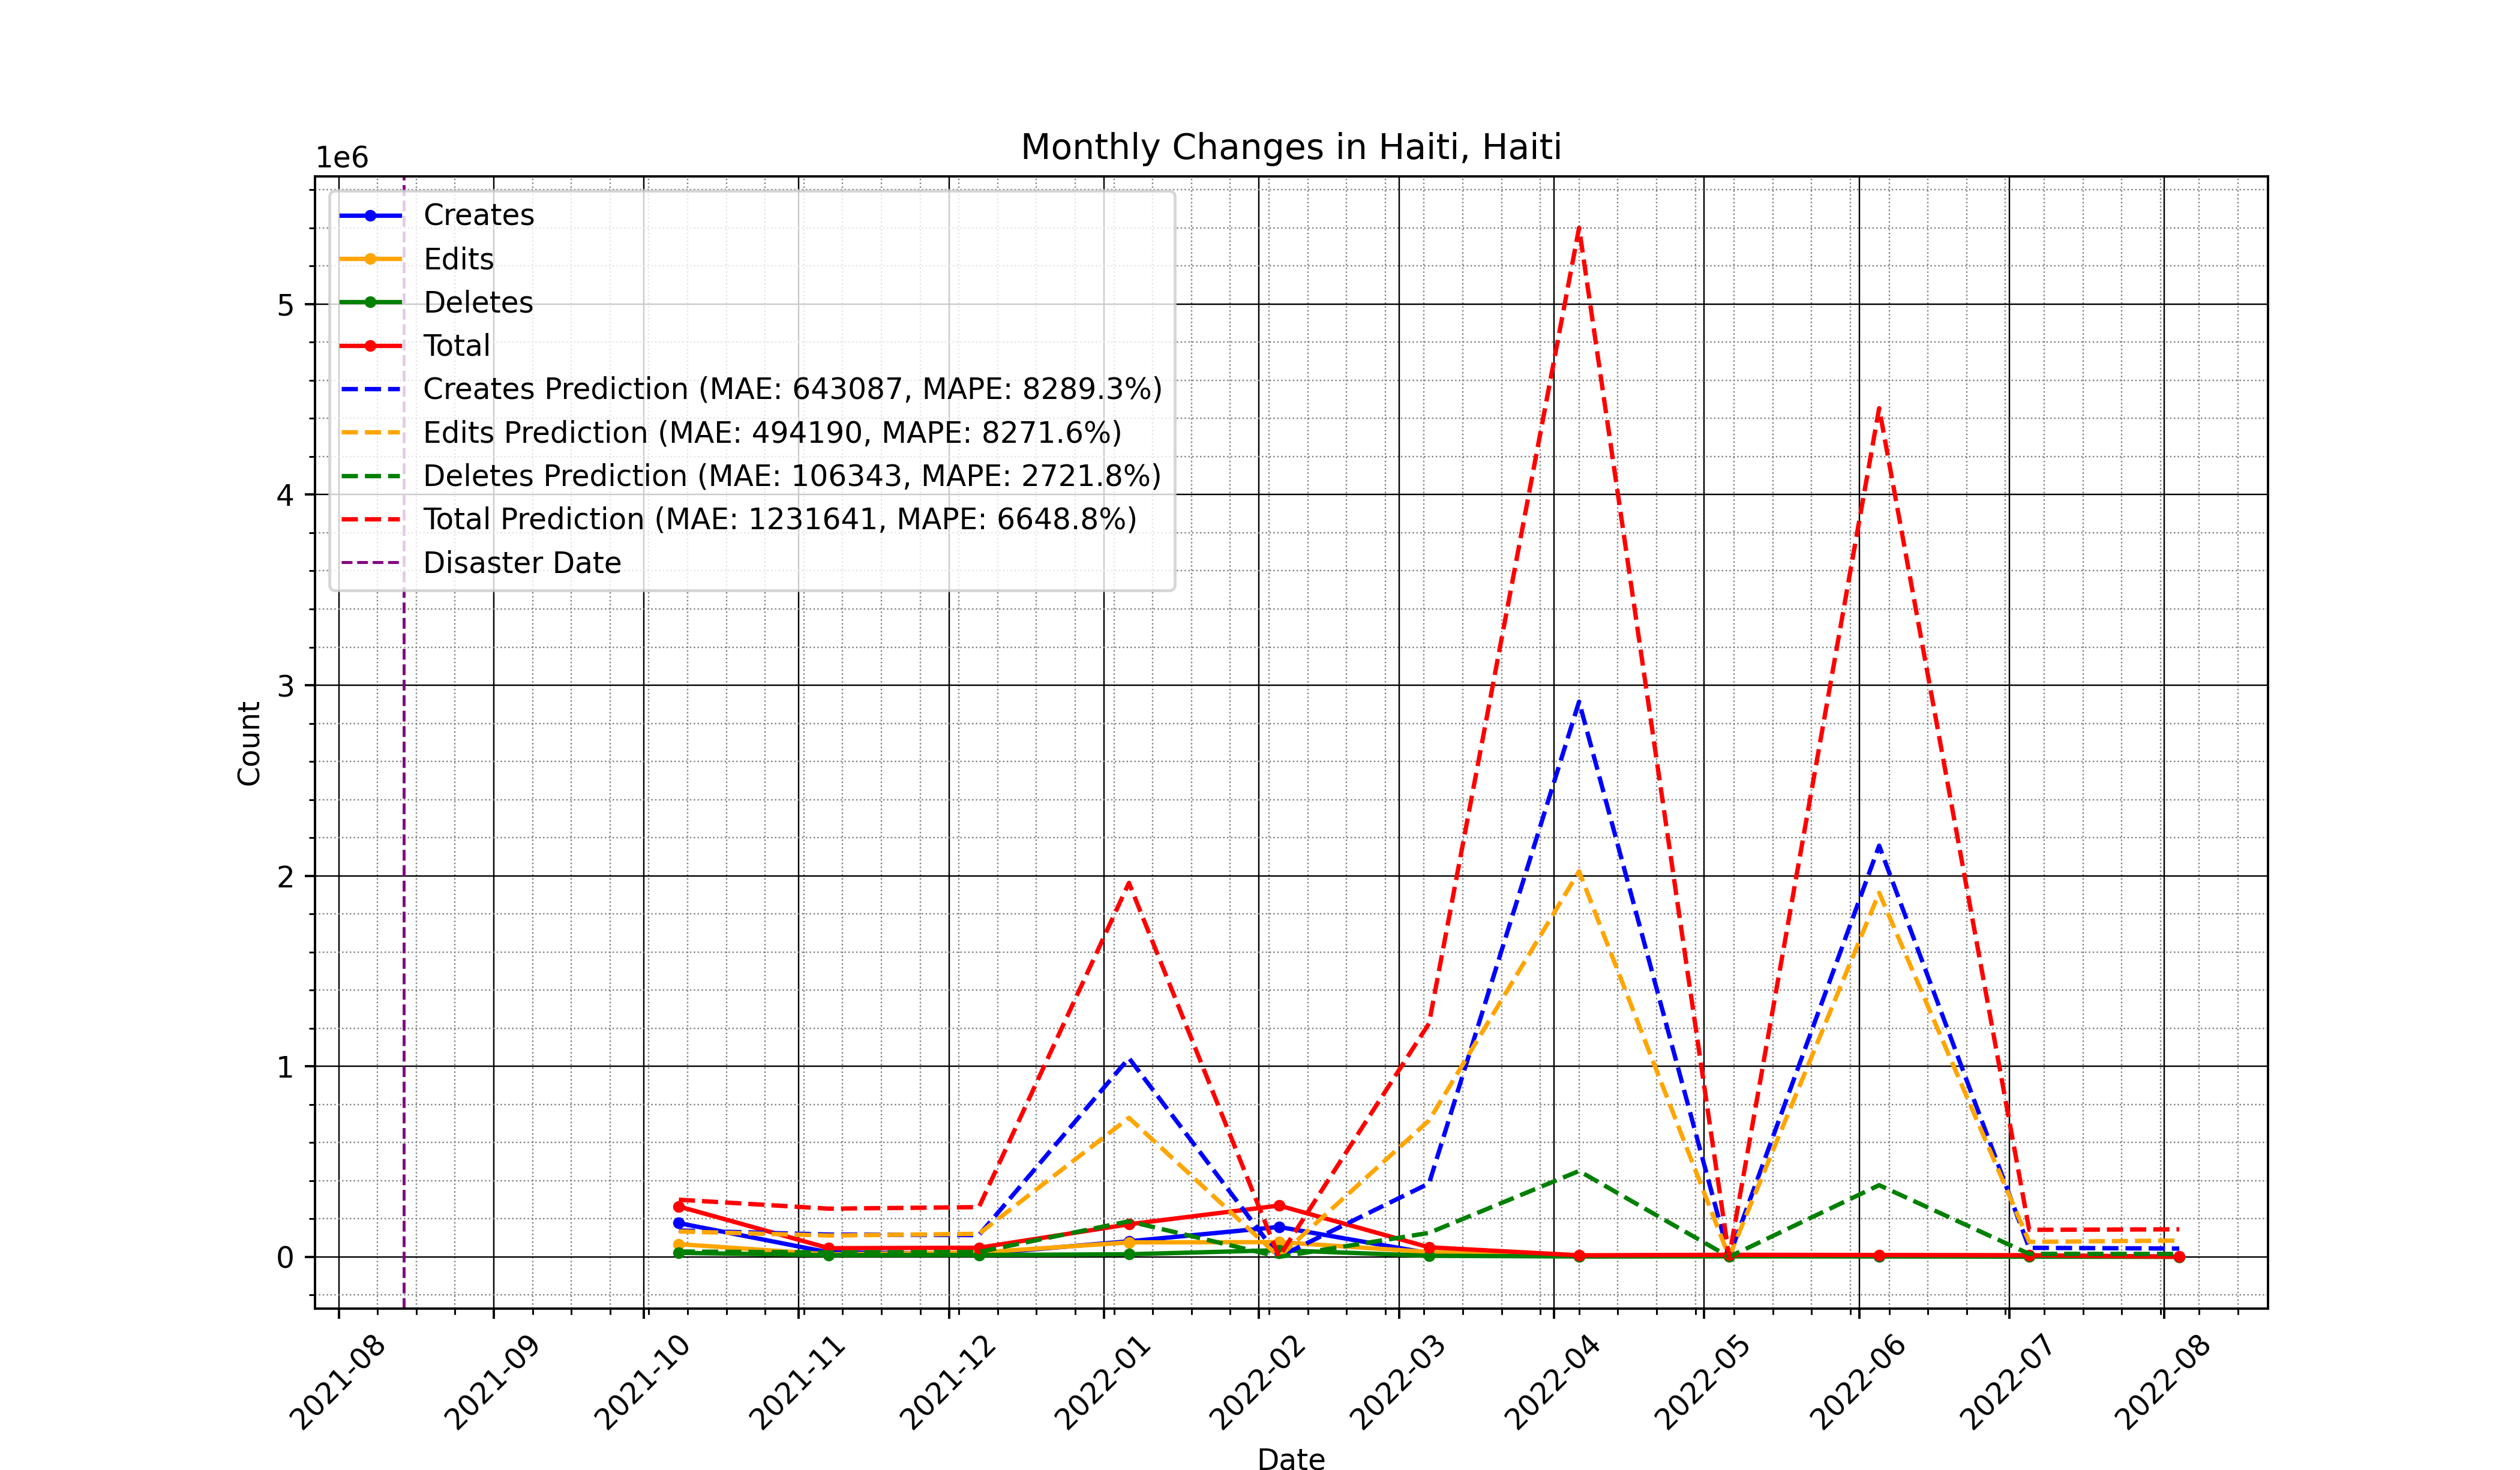 Monthly Changes in Haiti, Haiti
1e6
Creates
Edits
Deletes
Total
Creates Prediction (MAE: 643087, MAPE: 8289.3%)
Edits Prediction (MAE: 494190, MAPE: 8271.6%)
Deletes Prediction (MAE: 106343, MAPE: 2721.8%)
Total Prediction (MAE: 1231641, MAPE: 6648.8%)
Disaster Date
5
4
3
2
1
0
Count
2021-08
2021-09
2021-10
2021-11
2021-12
2022-01
2022-02
2022-03
2022-04
2022-05
2022-06
2022-07
2022-08
Date